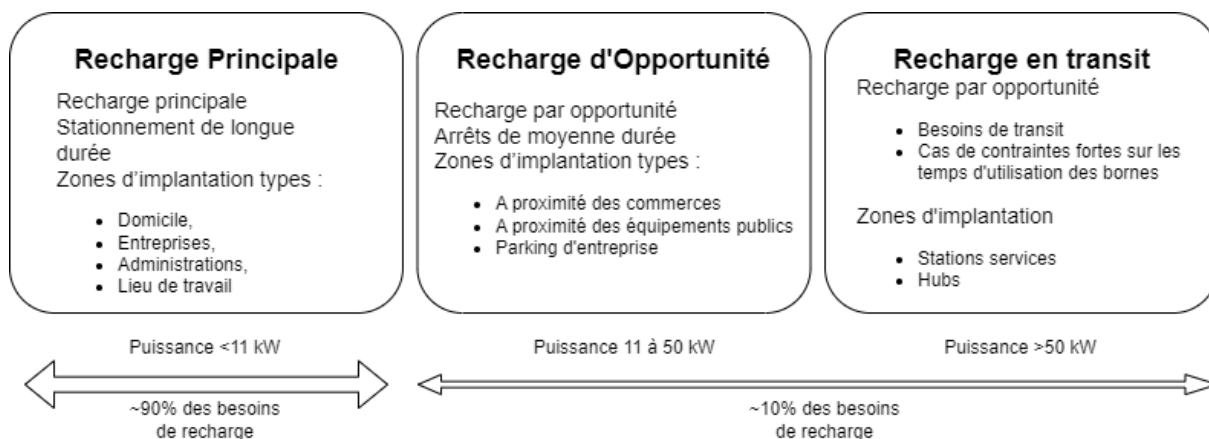 Recharge Principale
Recharge principale
Stationnement de longue
durée
Zones d’implantation types :
Domicile,
Entreprises,
Administrations,
Lieu de travail
Recharge d'Opportunité
Recharge par opportunité
Arrêts de moyenne durée
Zones d’implantation types :
A proximité des commerces
A proximité des équipements publics
Parking d'entreprise
Recharge en transit
Recharge par opportunité
Besoins de transit
Cas de contraintes fortes sur les
temps d'utilisation des bornes
Zones d'implantation
Stations services
Hubs
Puissance <11 kW
Puissance 11 à 50 kW
Puissance >50 kW
~90% des besoins
de recharge
~10% des besoins
de recharge